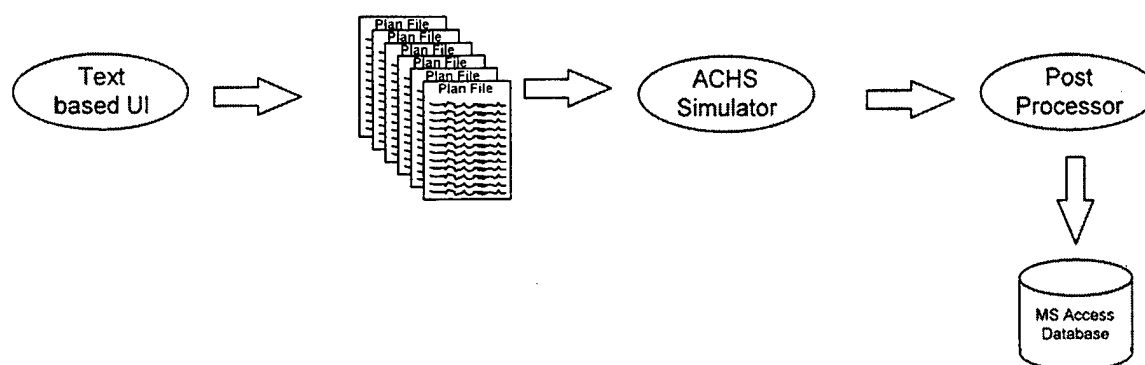 Text
based UI
Plan File
Plan File
Plan File
Plan File
Plan File
Plan File
ACHS
Simulator
Post
Processor
MS Access
Database